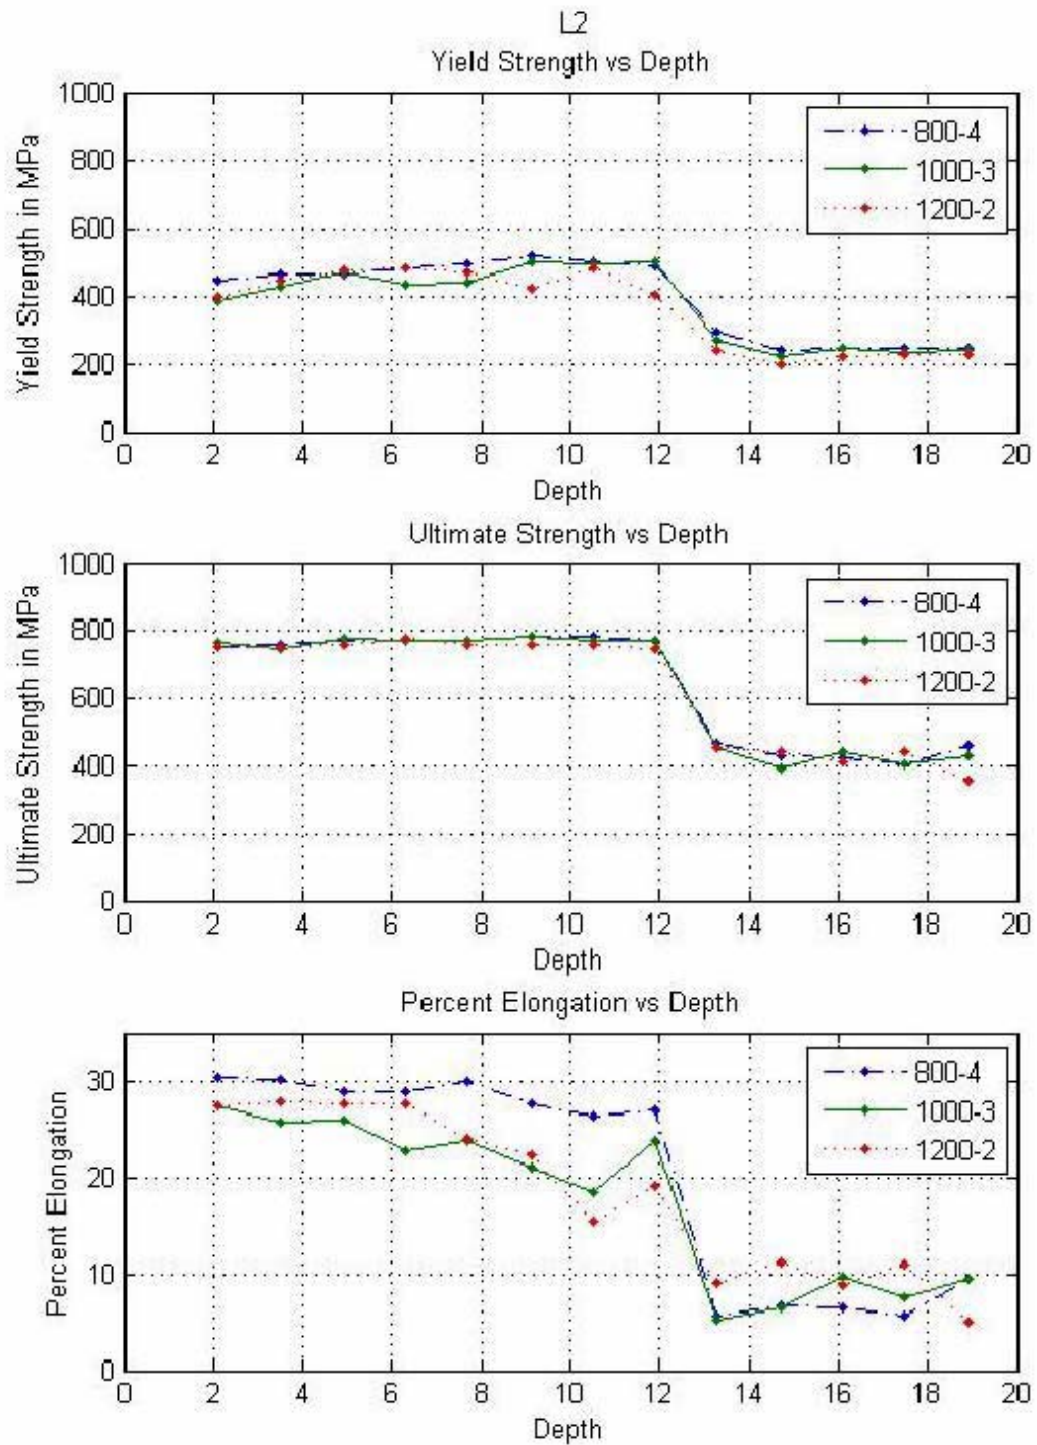 L2
Yield Strength vs Depth
1000
800
600
400
200
0
Yield Strength in MPa
800-4
1000-3
1200-2
0 2 4 6 8 10 12 14 16 18 20
Depth
Ultimate Strength vs Depth
1000
800
600
400
200
0
Ultimate Strength in MPa
800-4
1000-3
1200-2
0 2 4 6 8 10 12 14 16 18 20
Depth
Percent Elongation vs Depth
30
20
10
0
Percent Elongation
800-4
1000-3
1200-2
0 2 4 6 8 10 12 14 16 18 20
Depth